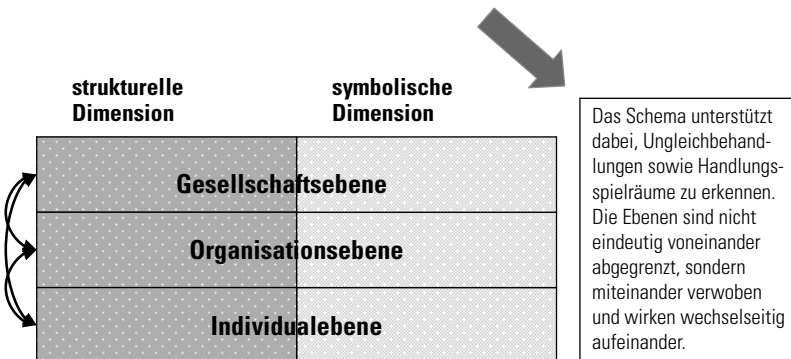 strukturelle
Dimension
symbolische
Dimension
Gesellschaftsebene
Organisationsebene
Individualebene
Das Schema unterstützt
dabei, Ungleichbehand-
lungen sowie Handlungs-
spielräume zu erkennen.
Die Ebenen sind nicht
eindeutig voneinander
abgegrenzt, sondern
miteinander verwoben
und wirken wechselseitig
aufeinander.